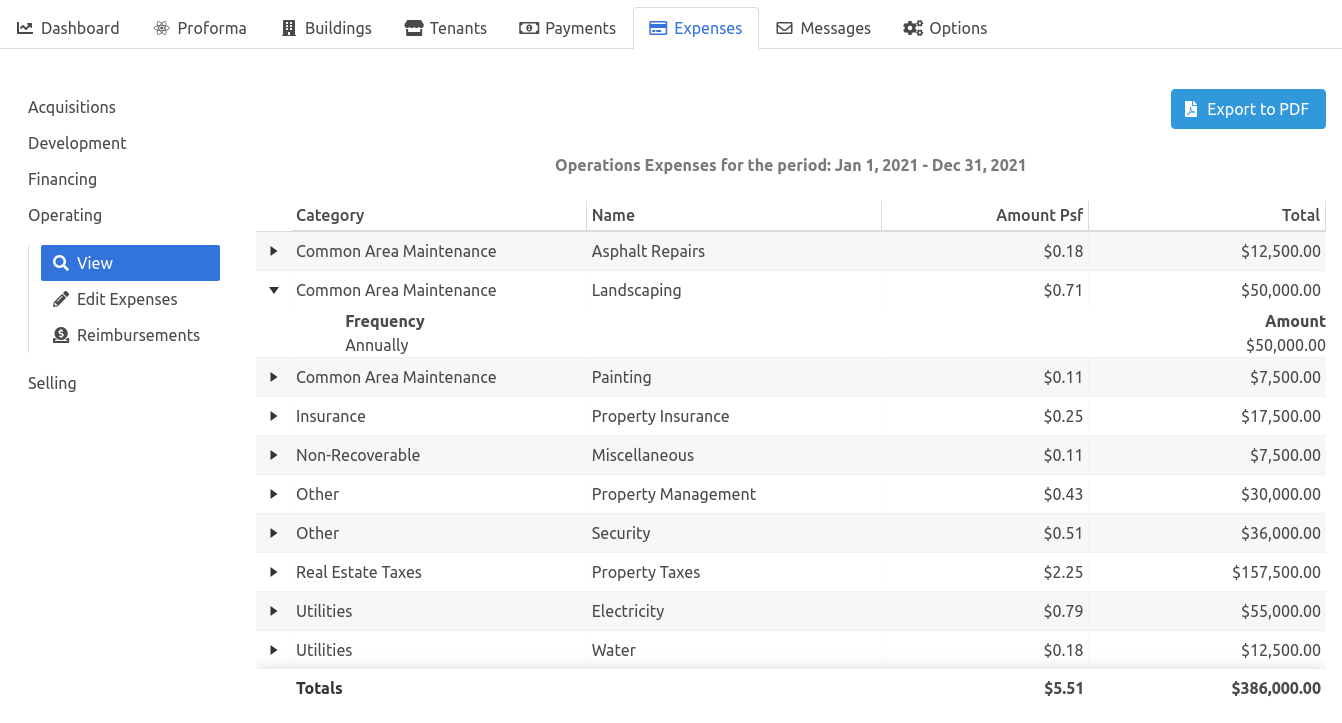 Dashboard Proforma Buildings Tenants Payments Expenses Messages Options
Acquisitions
Development
Financing
Operating
View
Edit Expenses
Reimbursements
Selling
Export to PDF
Operations Expenses for the period: Jan 1, 2021 - Dec 31, 2021
Category Name Amount Psf Total
Common Area Maintenance Asphalt Repairs $0.18 $12,500.00
Common Area Maintenance Landscaping $0.71 $50,000.00
Frequency Amount
Annually $50,000.00
Common Area Maintenance Painting $0.11 $7,500.00
Insurance Property Insurance $0.25 $17,500.00
Non-Recoverable Miscellaneous $0.11 $7,500.00
Other Property Management $0.43 $30,000.00
Other Security $0.51 $36,000.00
Real Estate Taxes Property Taxes $2.25 $157,500.00
Utilities Electricity $0.79 $55,000.00
Utilities Water $0.18 $12,500.00
Totals $5.51 $386,000.00